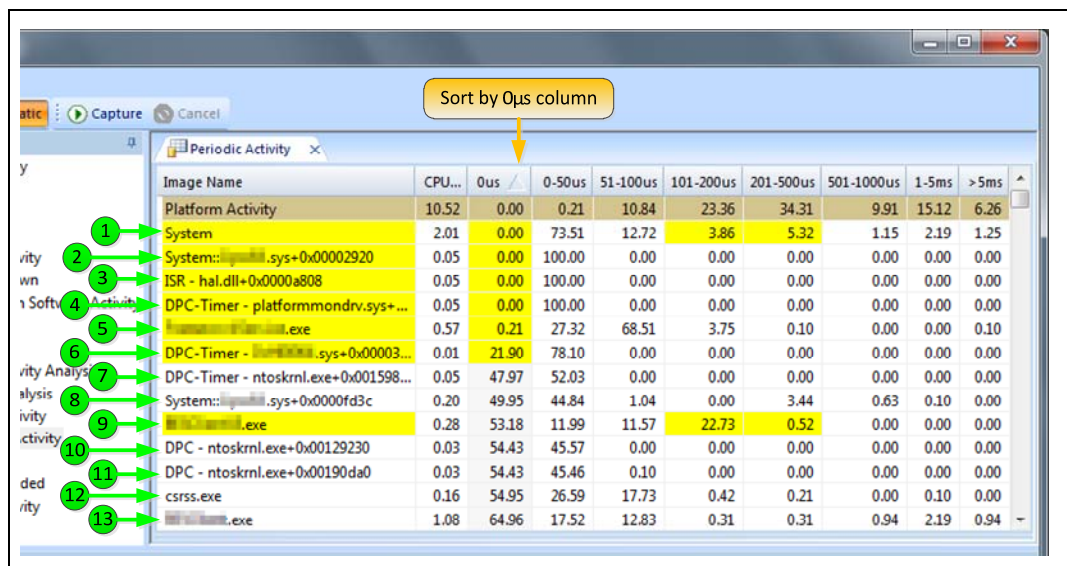 Sort by 0µs column
atic Capture Cancel
Periodic Activity
y
Image Name CPU... 0us 0-50us 51-100us 101-200us 201-500us 501-1000us 1-5ms >5ms
Platform Activity 10.52 0.00 0.21 10.84 23.36 34.31 9.91 15.12 6.26
1 System 2.01 0.00 73.51 12.72 3.86 5.32 1.15 2.19 1.25
vity 2 System:: .sys+0x00002920 0.05 0.00 100.00 0.00 0.00 0.00 0.00 0.00 0.00
wn 3 ISR - hal.dll+0x0000a808 0.05 0.00 100.00 0.00 0.00 0.00 0.00 0.00 0.00
n Software Activity 4 DPC-Timer - platformmondrv.sys+... 0.05 0.00 100.00 0.00 0.00 0.00 0.00 0.00 0.00
5 .exe 0.57 0.21 27.32 68.51 3.75 0.10 0.00 0.00 0.10
6 DPC-Timer - .sys+0x00003... 0.01 21.90 78.10 0.00 0.00 0.00 0.00 0.00 0.00
vity Analys 7 DPC-Timer - ntoskrnl.exe+0x001598... 0.05 47.97 52.03 0.00 0.00 0.00 0.00 0.00 0.00
alysis 8 System:: .sys+0x0000fd3c 0.20 49.95 44.84 1.04 0.00 3.44 0.63 0.10 0.00
ivity 9 .exe 0.28 53.18 11.99 11.57 22.73 0.52 0.00 0.00 0.00
ctivity 10 DPC - ntoskrnl.exe+0x00129230 0.03 54.43 45.57 0.00 0.00 0.00 0.00 0.00 0.00
ded 11 DPC - ntoskrnl.exe+0x00190da0 0.03 54.43 45.46 0.10 0.00 0.00 0.00 0.00 0.00
vity 12 csrss.exe 0.16 54.95 26.59 17.73 0.42 0.21 0.00 0.10 0.00
13 .exe 1.08 64.96 17.52 12.83 0.31 0.31 0.94 2.19 0.94